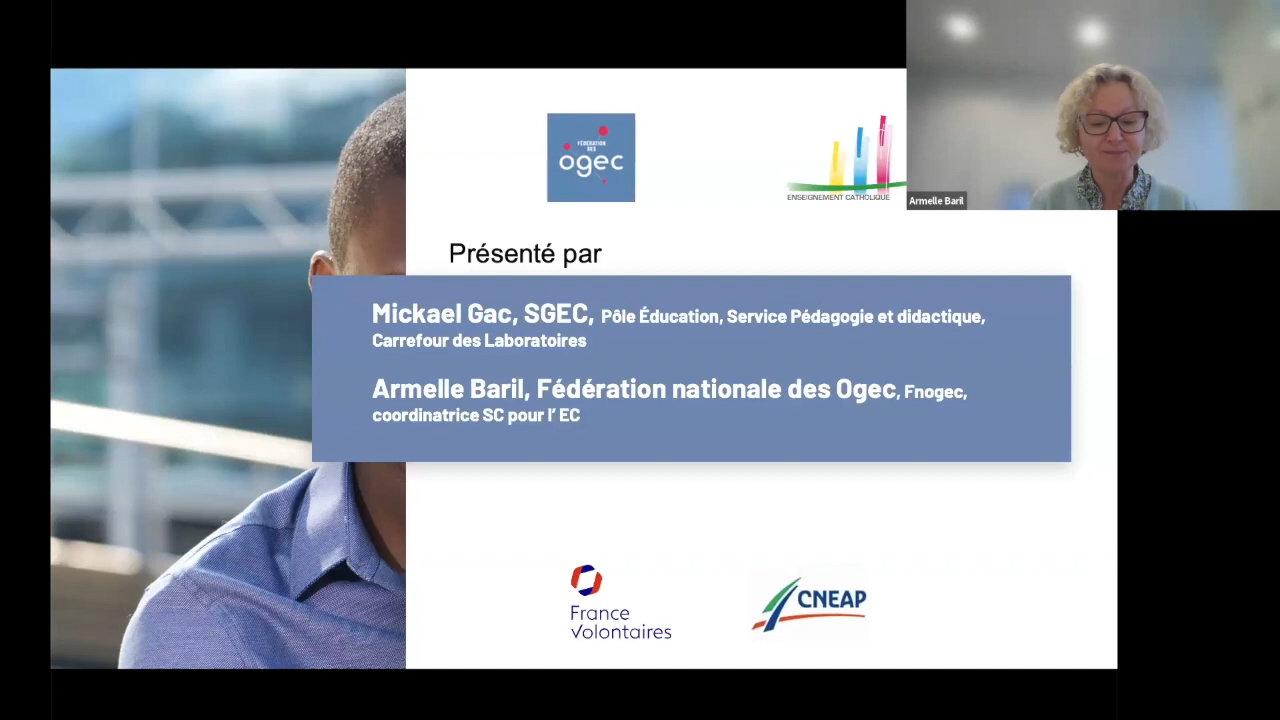 FÉDÉRATION
DES
ogec
ENSEIGNEMENT CATHOLIQUE
Armelle Baril
Présenté par
Mickael Gac, SGEC, Pôle Éducation, Service Pédagogie et didactique,
Carrefour des Laboratoires
Armelle Baril, Fédération nationale des Ogec, Fnogec,
coordinatrice SC pour l’ EC
France
Volontaires
CNEAP